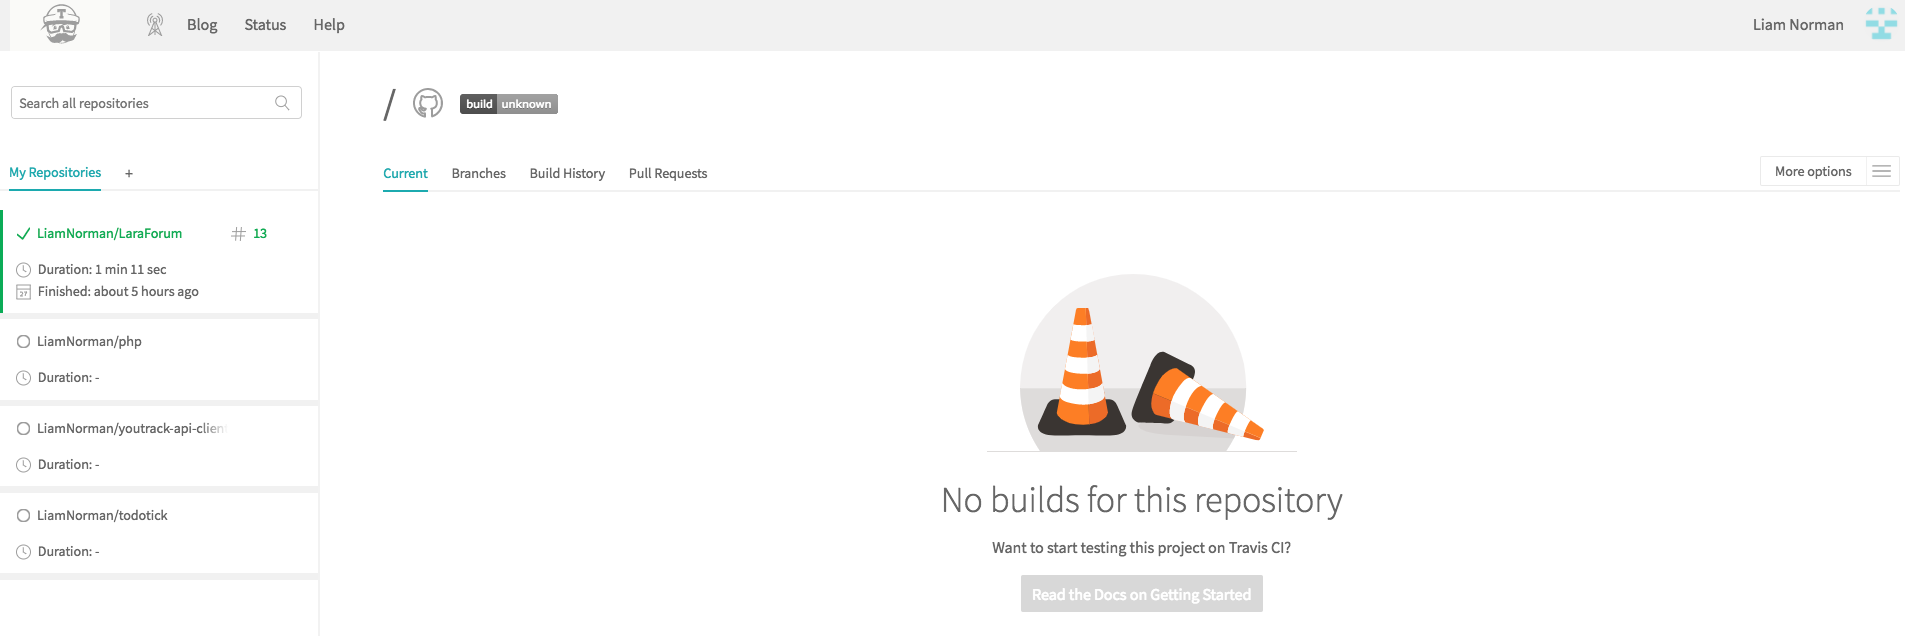 Blog Status Help Liam Norman
Search all repositories
/ build unknown
My Repositories +
Current Branches Build History Pull Requests More options
LiamNorman/LaraForum # 13
Duration: 1 min 11 sec
Finished: about 5 hours ago
LiamNorman/php
Duration: -
LiamNorman/youtrack-api-client
Duration: -
LiamNorman/todotick
Duration: -
No builds for this repository
Want to start testing this project on Travis CI?
Read the Docs on Getting Started